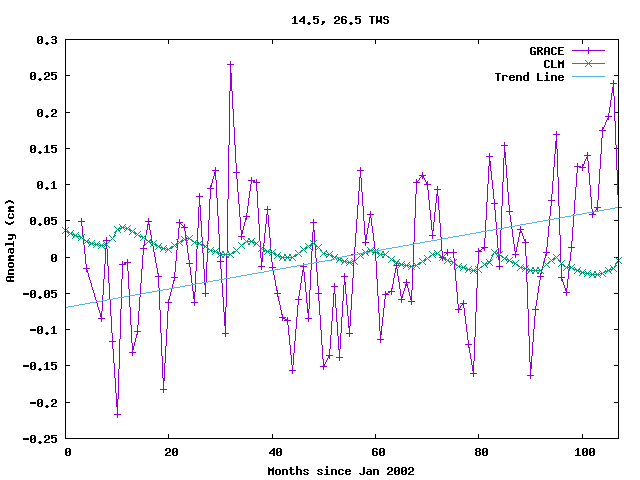 14.5, 26.5 TWS
0.3
0.25
0.2
0.15
0.1
0.05
0
-0.05
-0.1
-0.15
-0.2
-0.25
Anomaly (cm)
GRACE
CLM
Trend Line
0 20 40 60 80 100
Months since Jan 2002